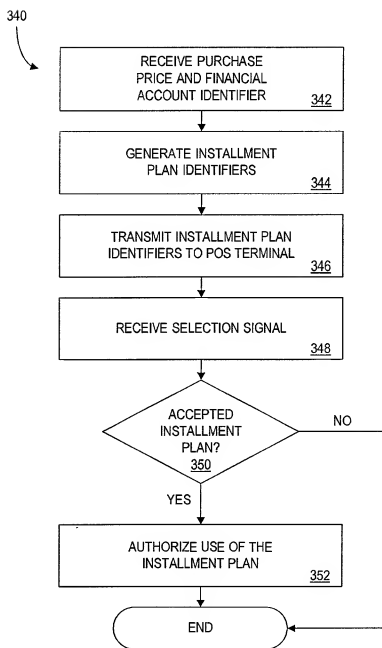 340
RECEIVE PURCHASE
PRICE AND FINANCIAL
ACCOUNT IDENTIFIER
342
GENERATE INSTALLMENT
PLAN IDENTIFIERS
344
TRANSMIT INSTALLMENT PLAN
IDENTIFIERS TO POS TERMINAL
346
RECEIVE SELECTION SIGNAL
348
ACCEPTED
INSTALLMENT
PLAN?
350
NO
YES
AUTHORIZE USE OF THE
INSTALLMENT PLAN
352
END